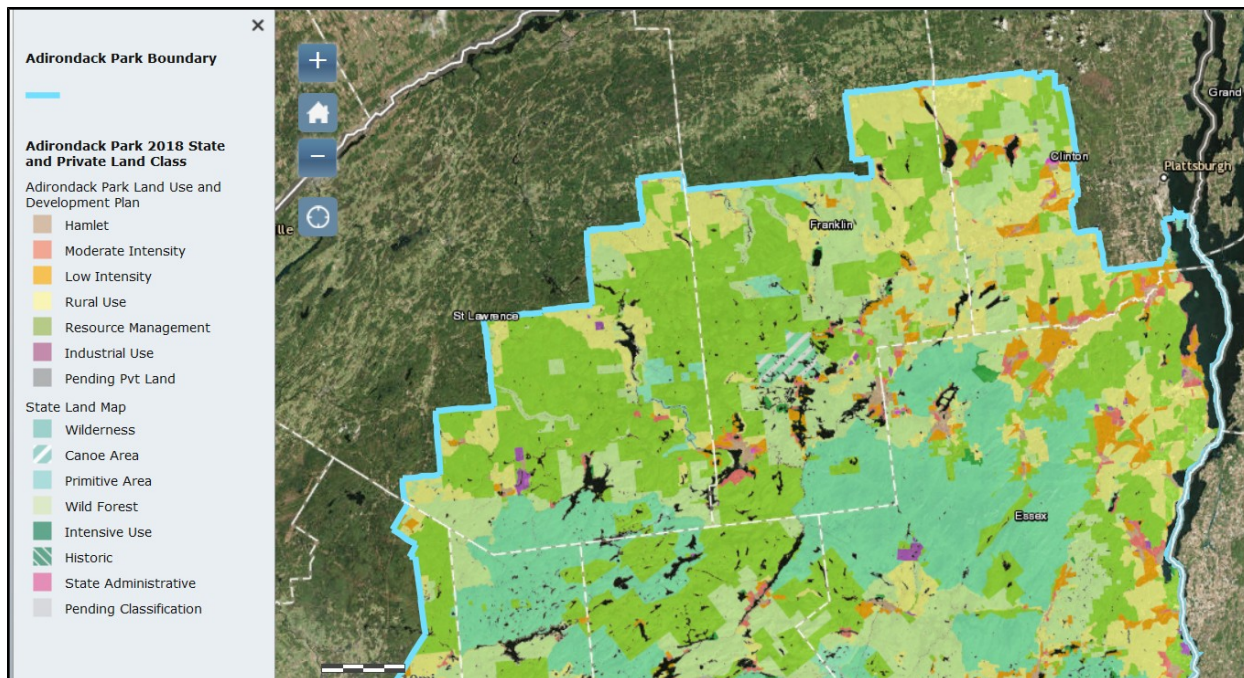 ×
Adirondack Park Boundary
Adirondack Park 2018 State
and Private Land Class
Adirondack Park Land Use and
Development Plan
Hamlet
Moderate Intensity
Low Intensity
Rural Use
Resource Management
Industrial Use
Pending Pvt Land
State Land Map
Wilderness
Canoe Area
Primitive Area
Wild Forest
Intensive Use
Historic
State Administrative
Pending Classification
+
−
Grand
Clinton
Plattsburgh
Franklin
lle
St Lawrence
Essex